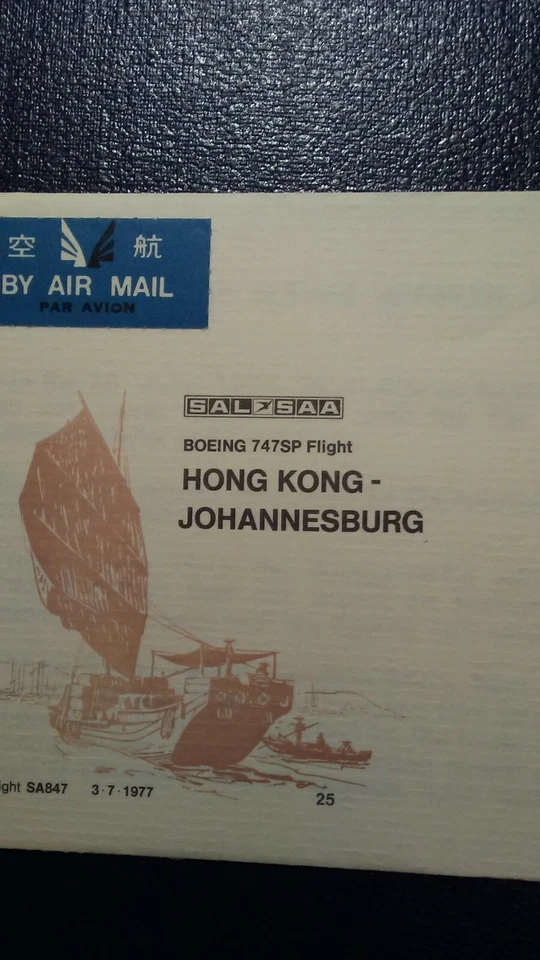 空 航
BY AIR MAIL
PAR AVION
SAL SAA
BOEING 747SP Flight
HONG KONG -
JOHANNESBURG
ight SA847 3·7·1977
25